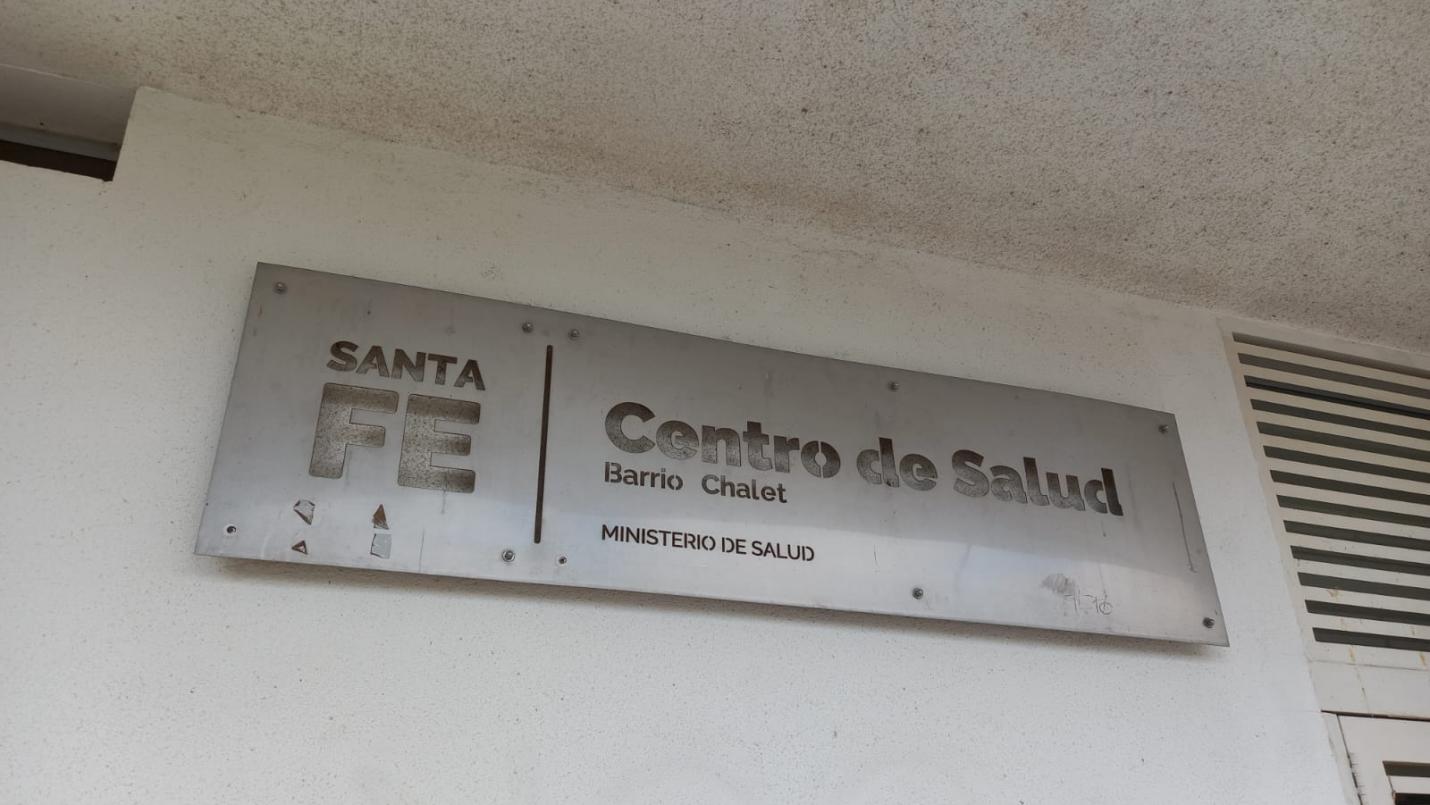 SANTA
FE
Centro de Salud
Barrio Chalet
MINISTERIO DE SALUD